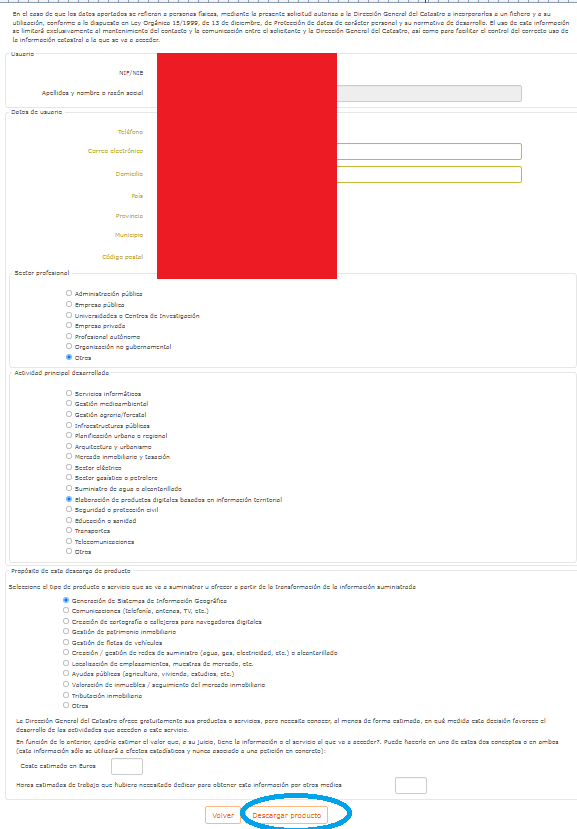 En el caso de que los datos aportados se refieran a personas físicas, mediante la presente solicitud autoriza a la Dirección General del Catastro a incorporarlos a un fichero y a su
utilización, conforme a lo dispuesto en Ley Orgánica 15/1999, de 13 de diciembre, de Protección de datos de carácter personal y su normativa de desarrollo. El uso de esta información
se limitará exclusivamente al mantenimiento del contacto y la comunicación entre el solicitante y la Dirección General del Catastro, así como para facilitar el control del correcto uso de
la información catastral a la que se va a acceder.
Usuario
NIF/NIE
Apellidos y nombre o razón social
Datos de usuario
Teléfono
Correo electrónico
Domicilio
País
Provincia
Municipio
Código postal
Sector profesional
Administración pública
Empresa pública
Universidades o Centros de Investigación
Empresa privada
Profesional autónomo
Organización no gubernamental
Otros
Actividad principal desarrollada
Servicios informáticos
Gestión medioambiental
Gestión agraria/forestal
Infraestructuras públicas
Planificación urbana o regional
Arquitectura y urbanismo
Mercado inmobiliario y tasación
Sector eléctrico
Sector gasístico o petrolero
Suministro de agua o alcantarillado
Elaboración de productos digitales basados en información territorial
Seguridad o protección civil
Educación o sanidad
Transportes
Telecomunicaciones
Otros
Propósito de esta descarga de producto
Seleccione el tipo de producto o servicio que se va a suministrar u ofrecer a partir de la transformación de la información suministrada
Generación de Sistemas de Información Geográfica
Comunicaciones (telefonía, antenas, TV, etc.)
Creación de cartografía o callejeros para navegadores digitales
Gestión de patrimonio inmobiliario
Gestión de flotas de vehículos
Creación / gestión de redes de suministro (agua, gas, electricidad, etc.) o alcantarillado
Localización de emplazamientos, muestras de mercado, etc.
Ayudas públicas (agricultura, vivienda, estudios, etc.)
Valoración de inmuebles / seguimiento del mercado inmobiliario
Tributación inmobiliaria
Otros
La Dirección General del Catastro ofrece gratuitamente sus productos o servicios, pero necesita conocer, al menos de forma estimada, en qué medida esta decisión favorece el
desarrollo de las actividades que acceden a este servicio.
En función de lo anterior, ¿podría estimar el valor que, a su juicio, tiene la información o el servicio al que va a acceder?. Puede hacerlo en uno de estos dos conceptos o en ambos
(esta información sólo se utilizará a efectos estadísticos y nunca asociado a una petición en concreto):
Coste estimado en Euros
Horas estimadas de trabajo que hubiera necesitado dedicar para obtener esta información por otros medios
Volver Descargar producto